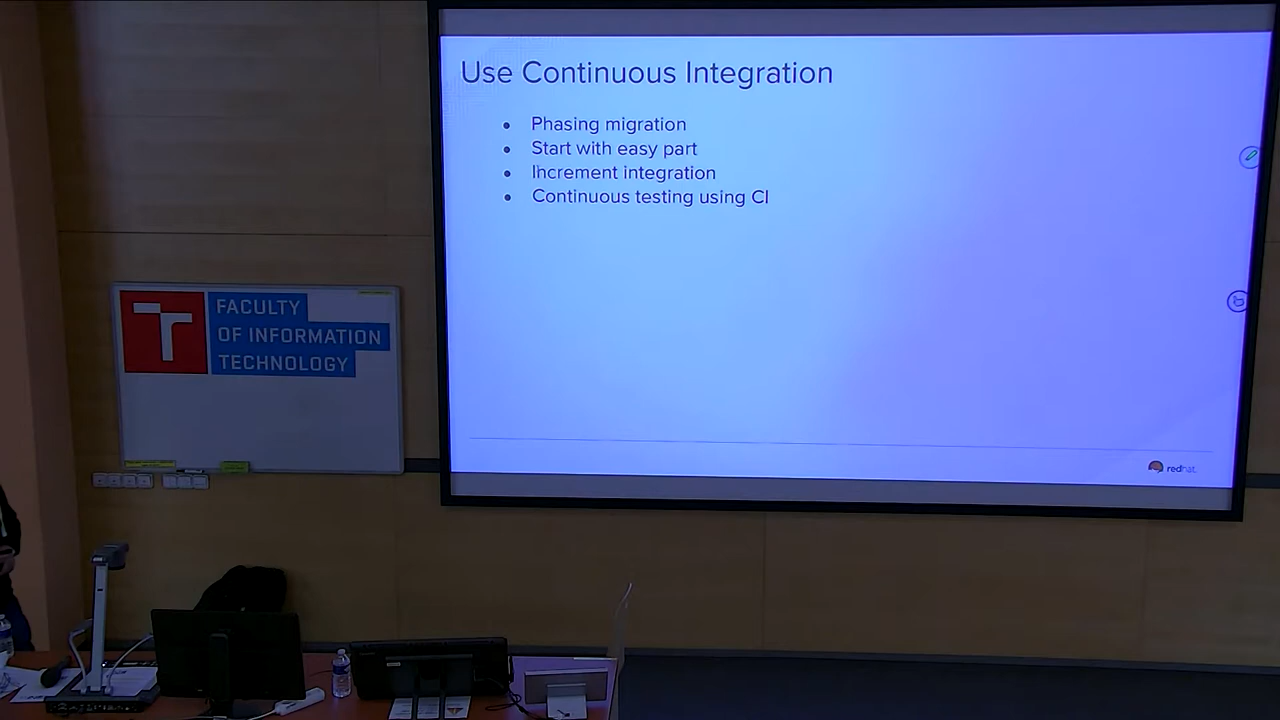 Use Continuous Integration
Phasing migration
Start with easy part
Increment integration
Continuous testing using CI
redhat.
FACULTY
OF INFORMATION
TECHNOLOGY